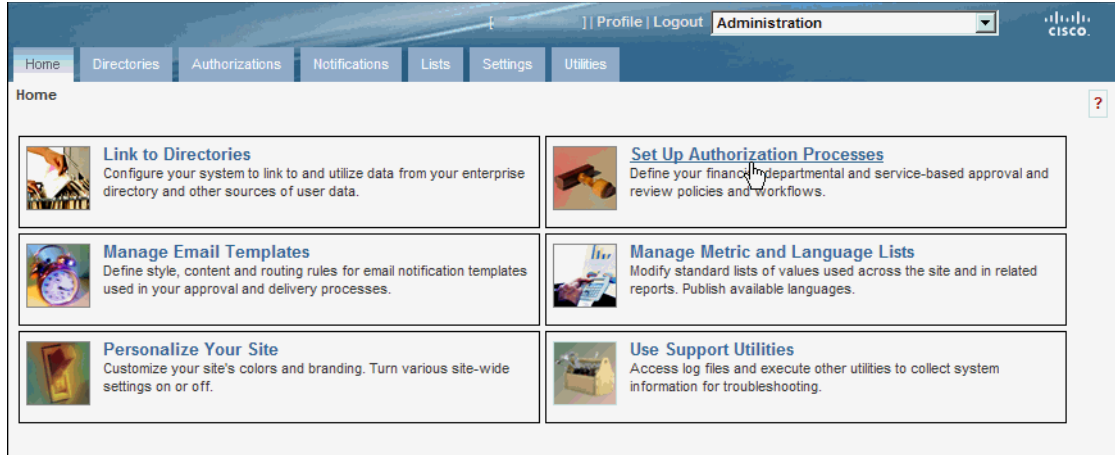 [ ] | Profile | Logout Administration
CISCO.
Home Directories Authorizations Notifications Lists Settings Utilities
Home
?
Link to Directories
Configure your system to link to and utilize data from your enterprise
directory and other sources of user data.
Set Up Authorization Processes
Define your departmental and service-based approval and
review policies and workflows.
Manage Email Templates
Define style, content and routing rules for email notification templates
used in your approval and delivery processes.
Manage Metric and Language Lists
Modify standard lists of values used across the site and in related
reports. Publish available languages.
Personalize Your Site
Customize your site's colors and branding. Turn various site-wide
settings on or off.
Use Support Utilities
Access log files and execute other utilities to collect system
information for troubleshooting.